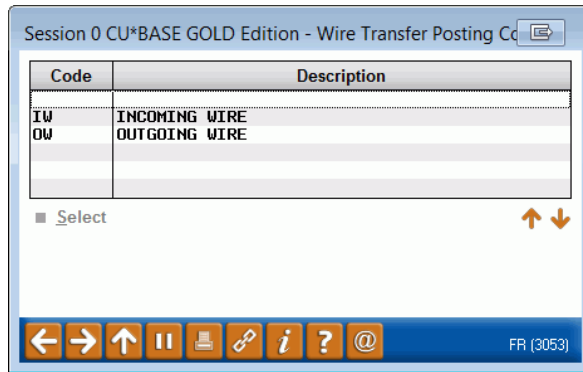 Session 0 CU*BASE GOLD Edition - Wire Transfer Posting Co
Code Description
IW INCOMING WIRE
OW OUTGOING WIRE
Select
i ? @ FR (3053)